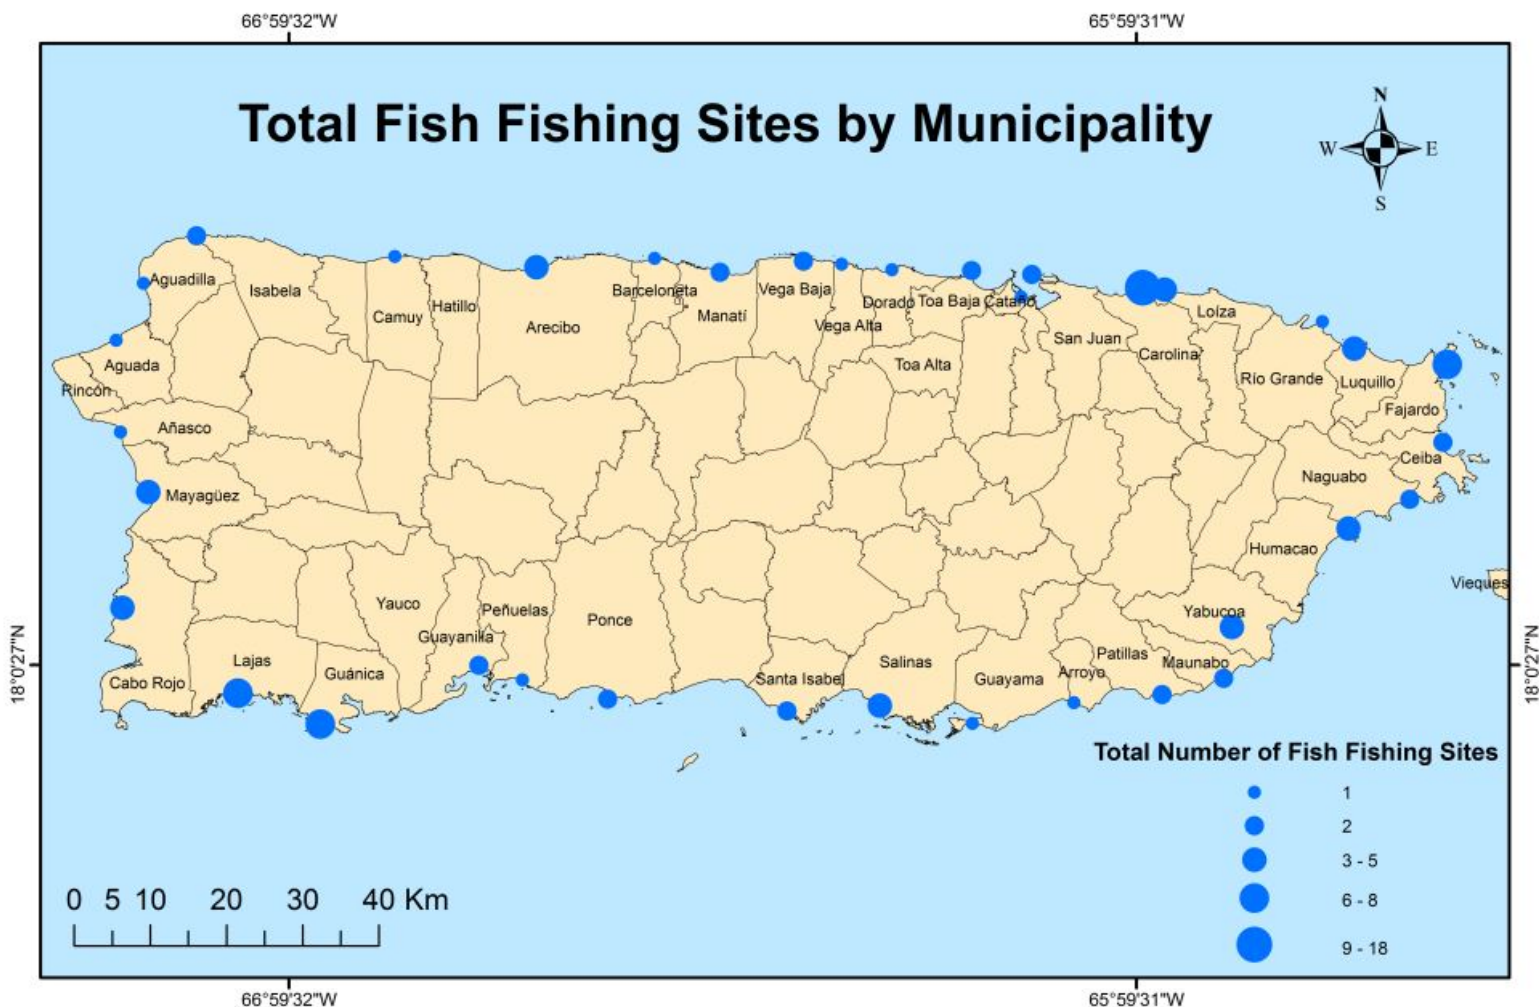 66°59'32"W 65°59'31"W
Total Fish Fishing Sites by Municipality
N
W E
S
Aguadilla
Isabela
Camuy
Hatillo
Arecibo
Barceloneta
Manatí
Vega Baja
Vega Alta
Dorado
Toa Baja
Cataño
Toa Alta
San Juan
Carolina
Loíza
Río Grande
Luquillo
Fajardo
Ceiba
Naguabo
Humacao
Vieques
Aguada
Rincón
Añasco
Mayagüez
Yauco
Guayanilla
Peñuelas
Ponce
Yabucoa
Cabo Rojo
Lajas
Guánica
Santa Isabel
Salinas
Guayama
Arroyo
Patillas
Maunabo
18°0'27"N
18°0'27"N
Total Number of Fish Fishing Sites
1
2
3 - 5
6 - 8
9 - 18
0 5 10 20 30 40 Km
66°59'32"W 65°59'31"W